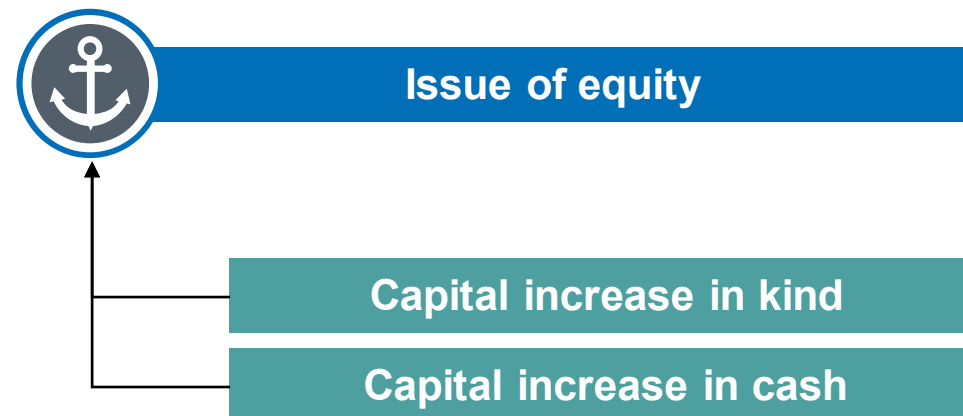 Issue of equity
Capital increase in kind
Capital increase in cash